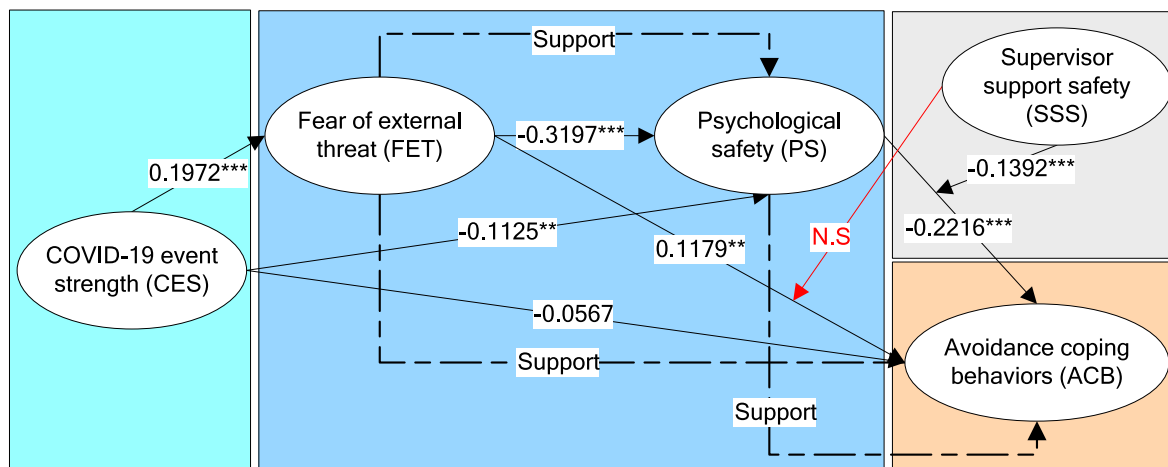 Support
Supervisor
support safety
(SSS)
Fear of external
threat (FET)
-0.3197***
Psychological
safety (PS)
0.1972***
-0.1392***
-0.1125**
N.S
-0.2216***
0.1179**
COVID-19 event
strength (CES)
-0.0567
Support
Avoidance coping
behaviors (ACB)
Support